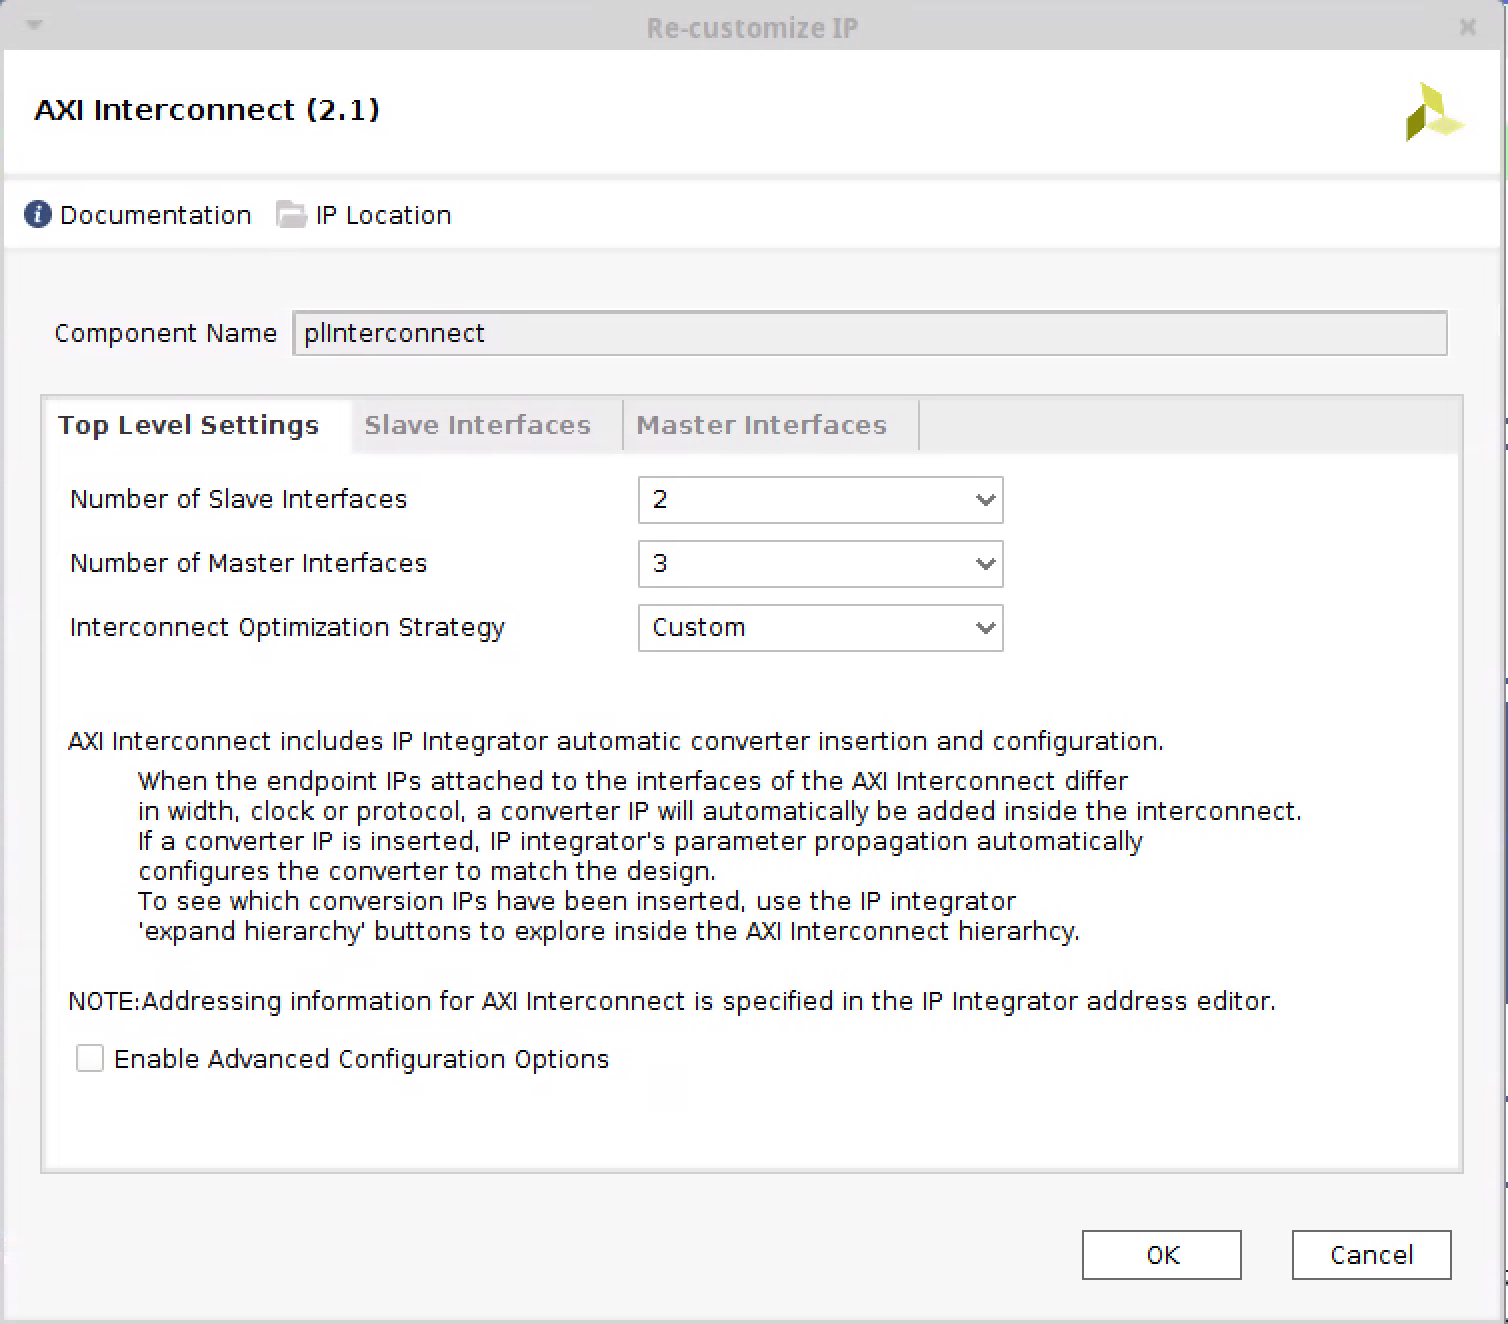 Re-customize IP
AXI Interconnect (2.1)
Documentation IP Location
Component Name plInterconnect
Top Level Settings Slave Interfaces Master Interfaces
Number of Slave Interfaces 2
Number of Master Interfaces 3
Interconnect Optimization Strategy Custom
AXI Interconnect includes IP Integrator automatic converter insertion and configuration.
When the endpoint IPs attached to the interfaces of the AXI Interconnect differ
in width, clock or protocol, a converter IP will automatically be added inside the interconnect.
If a converter IP is inserted, IP integrator's parameter propagation automatically
configures the converter to match the design.
To see which conversion IPs have been inserted, use the IP integrator
'expand hierarchy' buttons to explore inside the AXI Interconnect hierarhcy.
NOTE:Addressing information for AXI Interconnect is specified in the IP Integrator address editor.
Enable Advanced Configuration Options
OK Cancel